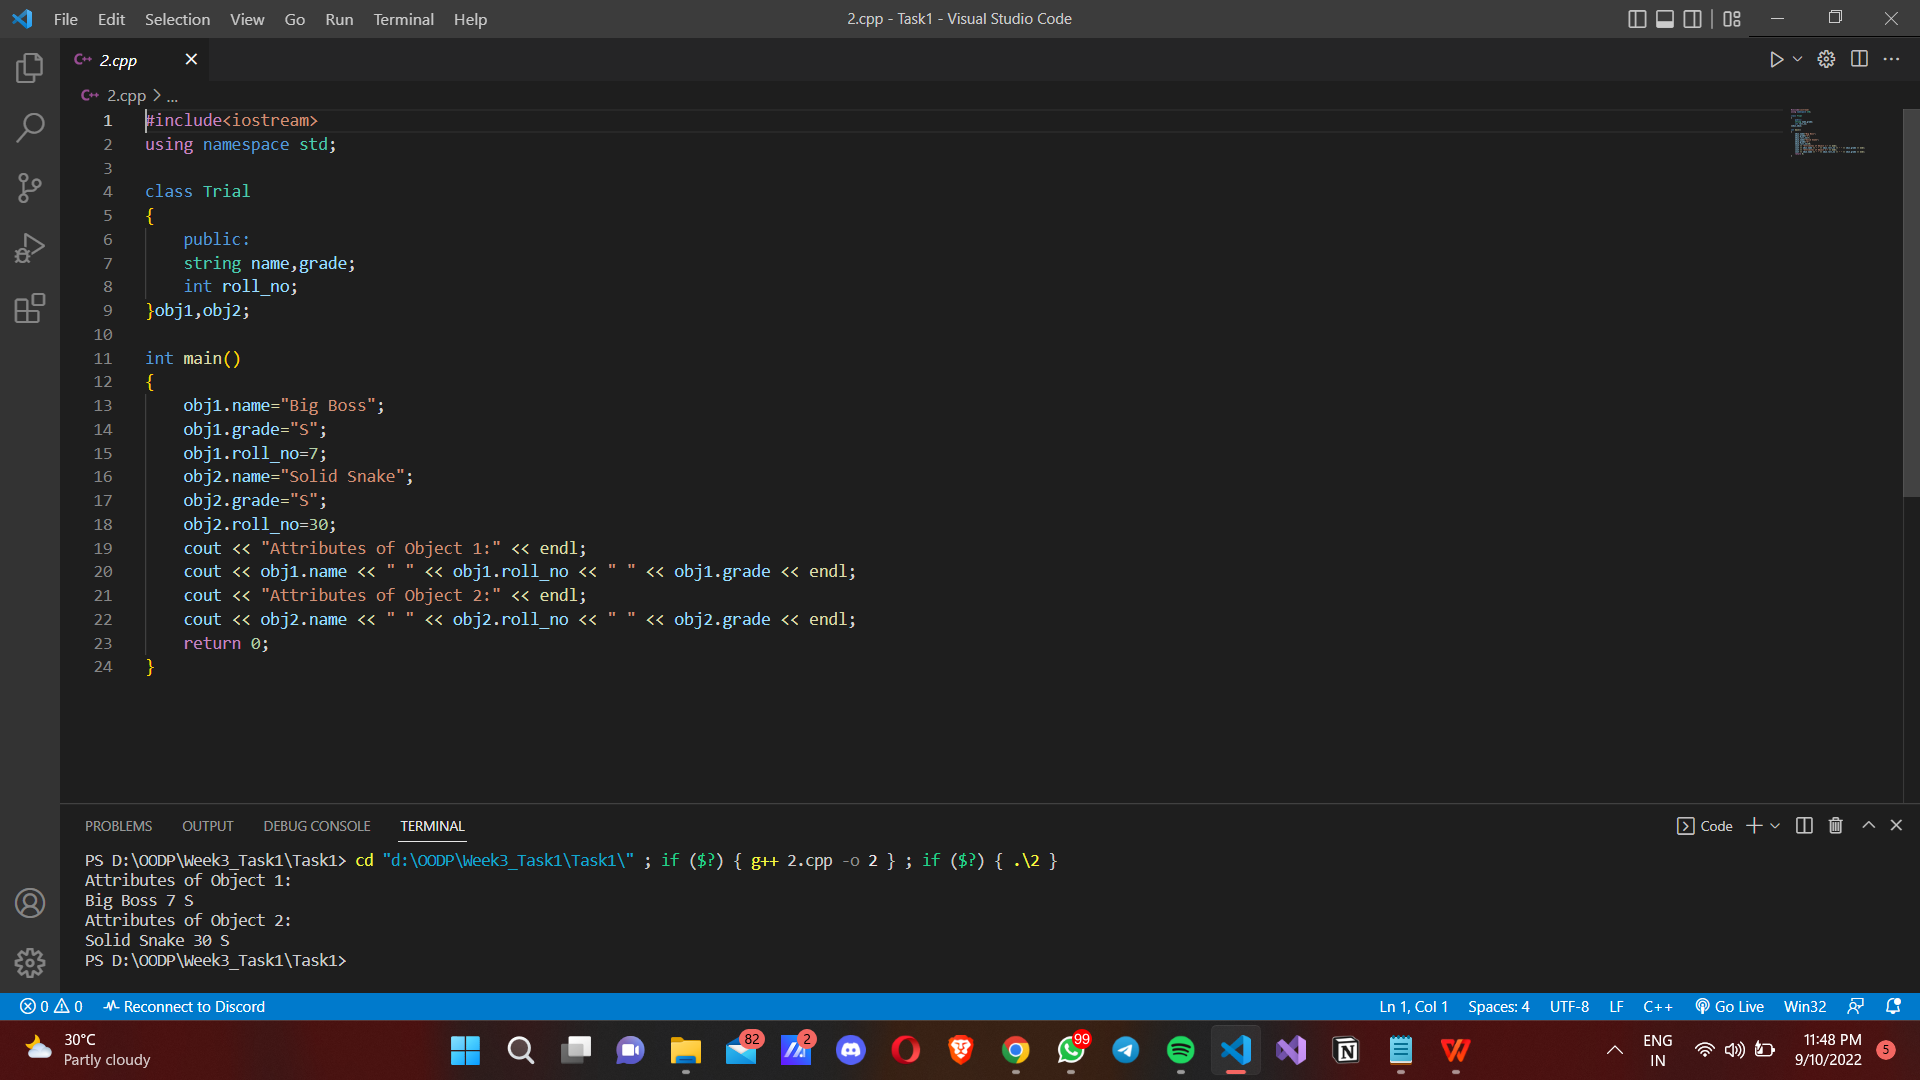 File Edit Selection View Go Run Terminal Help
2.cpp - Task1 - Visual Studio Code
C++ 2.cpp
C++ 2.cpp > ...
1 #include<iostream>
2 using namespace std;
3
4 class Trial
5 {
6 public:
7 string name,grade;
8 int roll_no;
9 }obj1,obj2;
10
11 int main()
12 {
13 obj1.name="Big Boss";
14 obj1.grade="S";
15 obj1.roll_no=7;
16 obj2.name="Solid Snake";
17 obj2.grade="S";
18 obj2.roll_no=30;
19 cout << "Attributes of Object 1:" << endl;
20 cout << obj1.name << " " << obj1.roll_no << " " << obj1.grade << endl;
21 cout << "Attributes of Object 2:" << endl;
22 cout << obj2.name << " " << obj2.roll_no << " " << obj2.grade << endl;
23 return 0;
24 }
PROBLEMS OUTPUT DEBUG CONSOLE TERMINAL
Code
PS D:\OODP\Week3_Task1\Task1> cd "d:\OODP\Week3_Task1\Task1\" ; if ($?) { g++ 2.cpp -o 2 } ; if ($?) { .\2 }
Attributes of Object 1:
Big Boss 7 S
Attributes of Object 2:
Solid Snake 30 S
PS D:\OODP\Week3_Task1\Task1>
0 0 Reconnect to Discord
Ln 1, Col 1 Spaces: 4 UTF-8 LF C++ Go Live Win32
30°C
Partly cloudy
82
2
99
ENG
IN
11:48 PM
9/10/2022
5